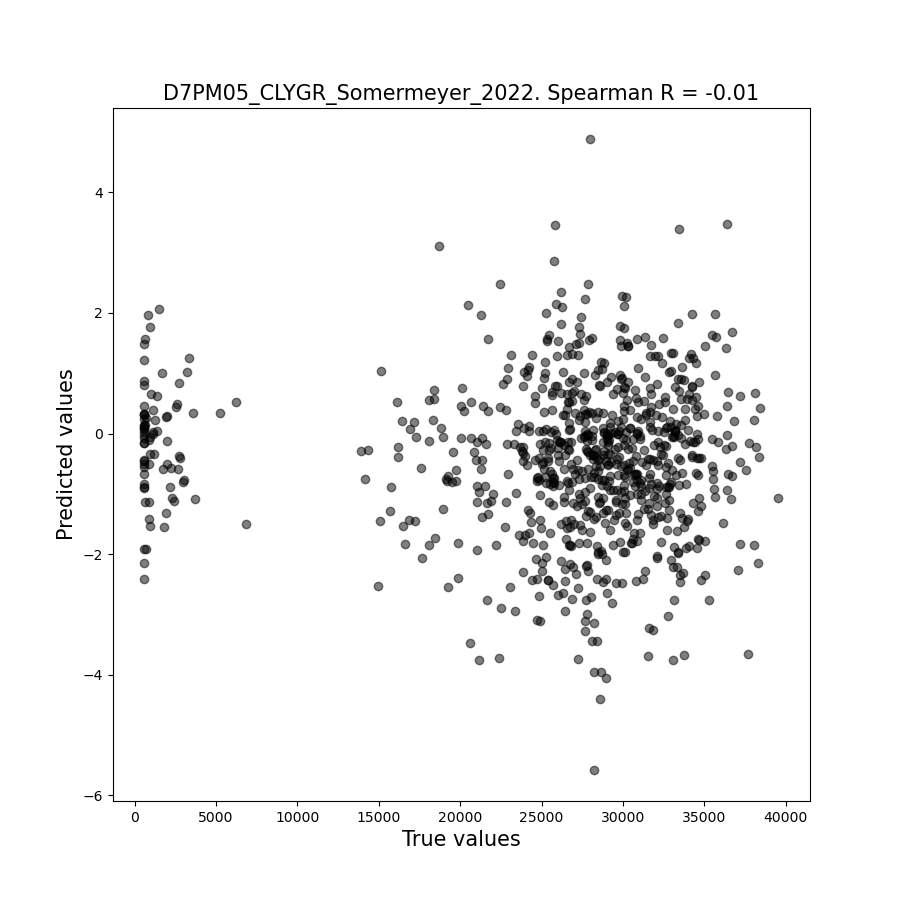 D7PM05_CLYGR_Somermeyer_2022. Spearman R = -0.01
Predicted values
4
2
0
−2
−4
−6
0 5000 10000 15000 20000 25000 30000 35000 40000
True values